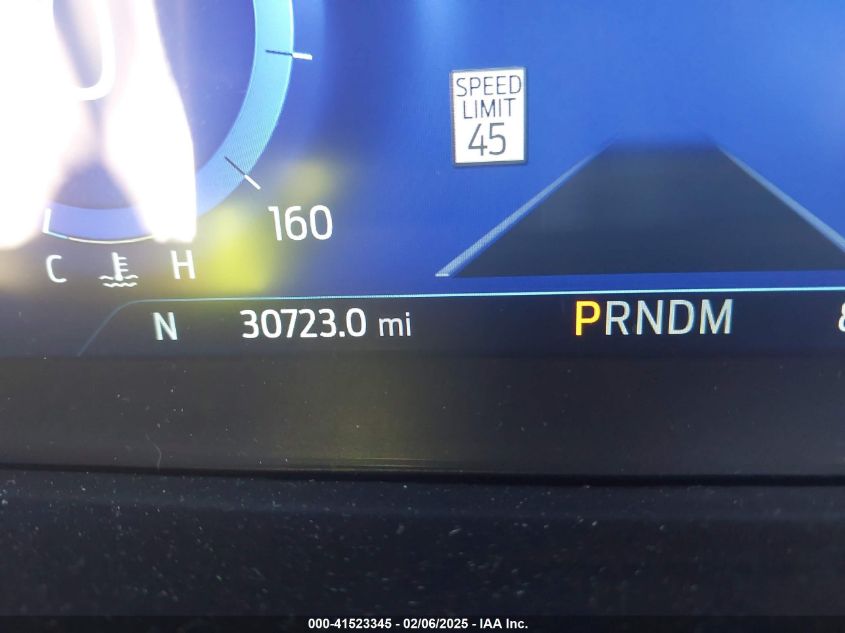 SPEED
LIMIT
45
160
C H
N 30723.0 mi PRNDM
000-41523345 - 02/06/2025 - IAA Inc.